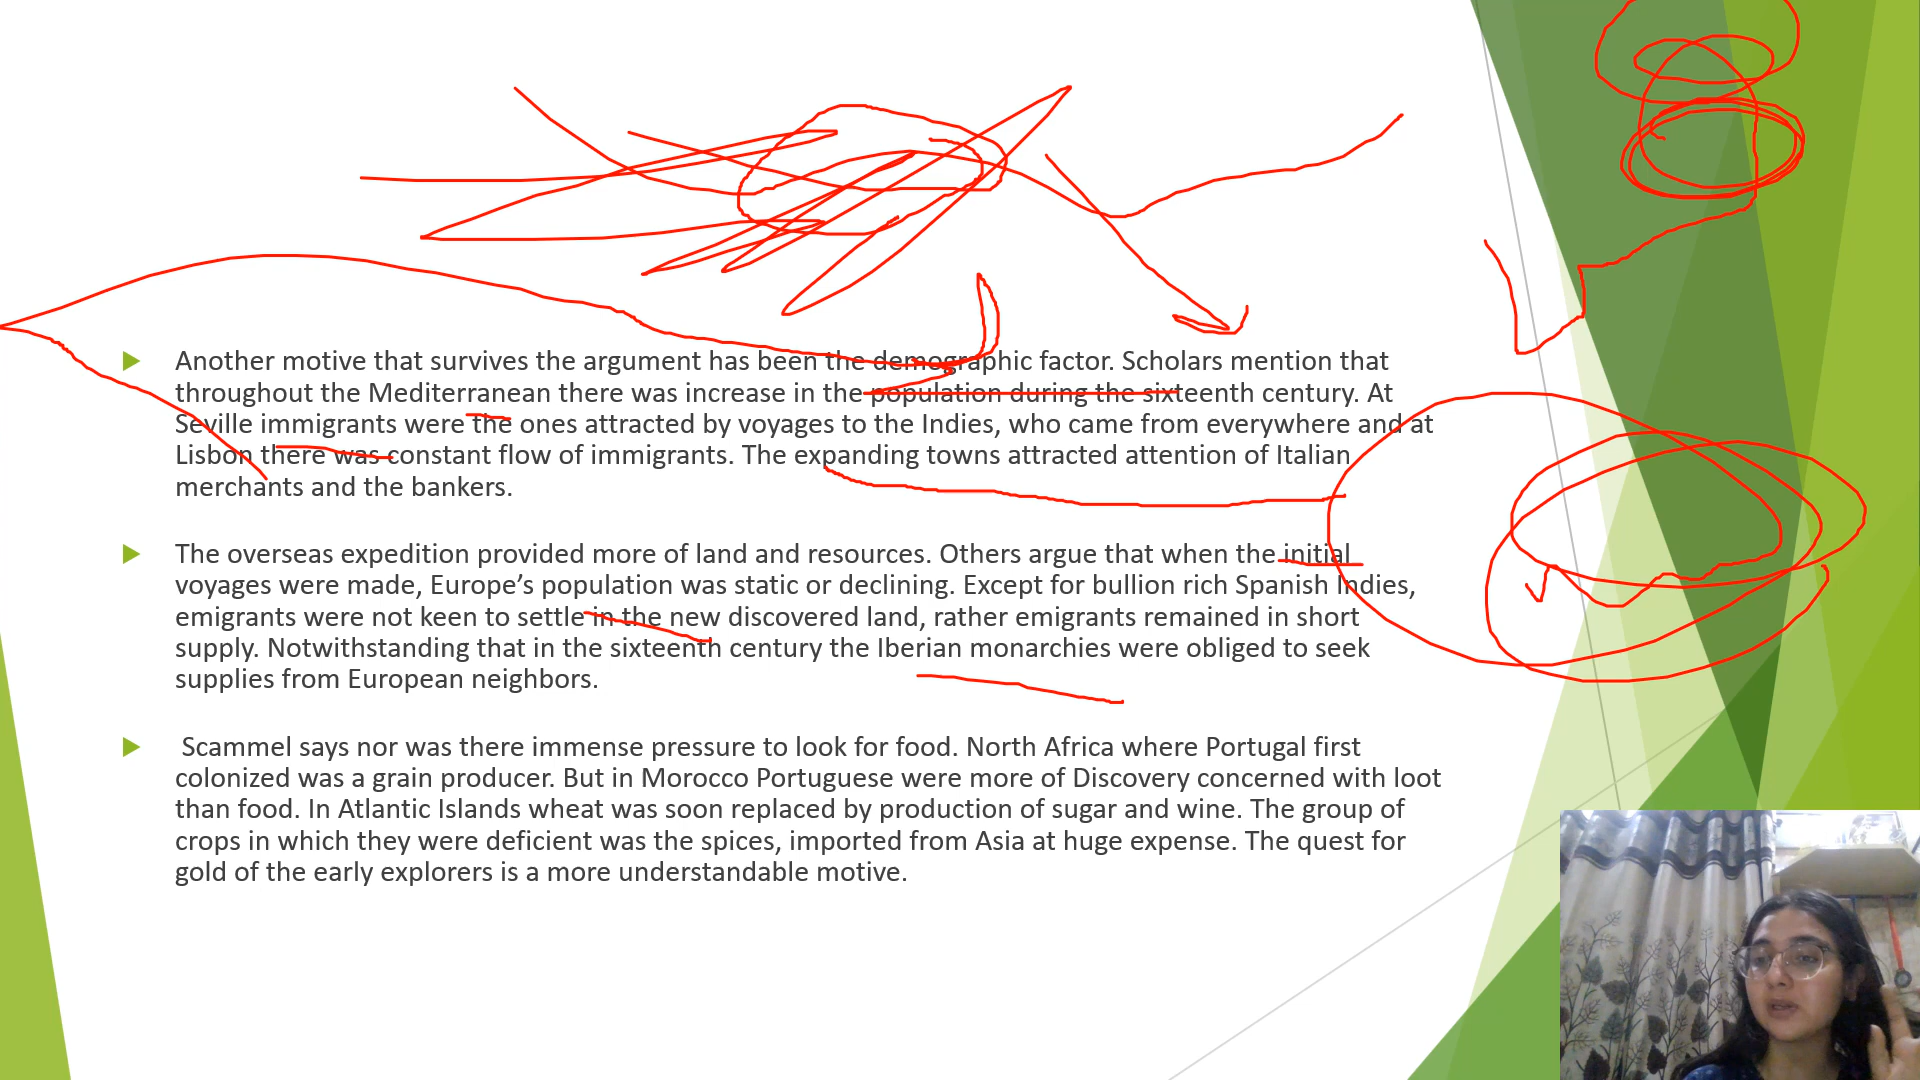 Another motive that survives the argument has been the demographic factor. Scholars mention that
throughout the Mediterranean there was increase in the population during the sixteenth century. At
Seville immigrants were the ones attracted by voyages to the Indies, who came from everywhere and at
Lisbon there was constant flow of immigrants. The expanding towns attracted attention of Italian
merchants and the bankers.
The overseas expedition provided more of land and resources. Others argue that when the initial
voyages were made, Europe’s population was static or declining. Except for bullion rich Spanish Indies,
emigrants were not keen to settle in the new discovered land, rather emigrants remained in short
supply. Notwithstanding that in the sixteenth century the Iberian monarchies were obliged to seek
supplies from European neighbors.
Scammel says nor was there immense pressure to look for food. North Africa where Portugal first
colonized was a grain producer. But in Morocco Portuguese were more of Discovery concerned with loot
than food. In Atlantic Islands wheat was soon replaced by production of sugar and wine. The group of
crops in which they were deficient was the spices, imported from Asia at huge expense. The quest for
gold of the early explorers is a more understandable motive.